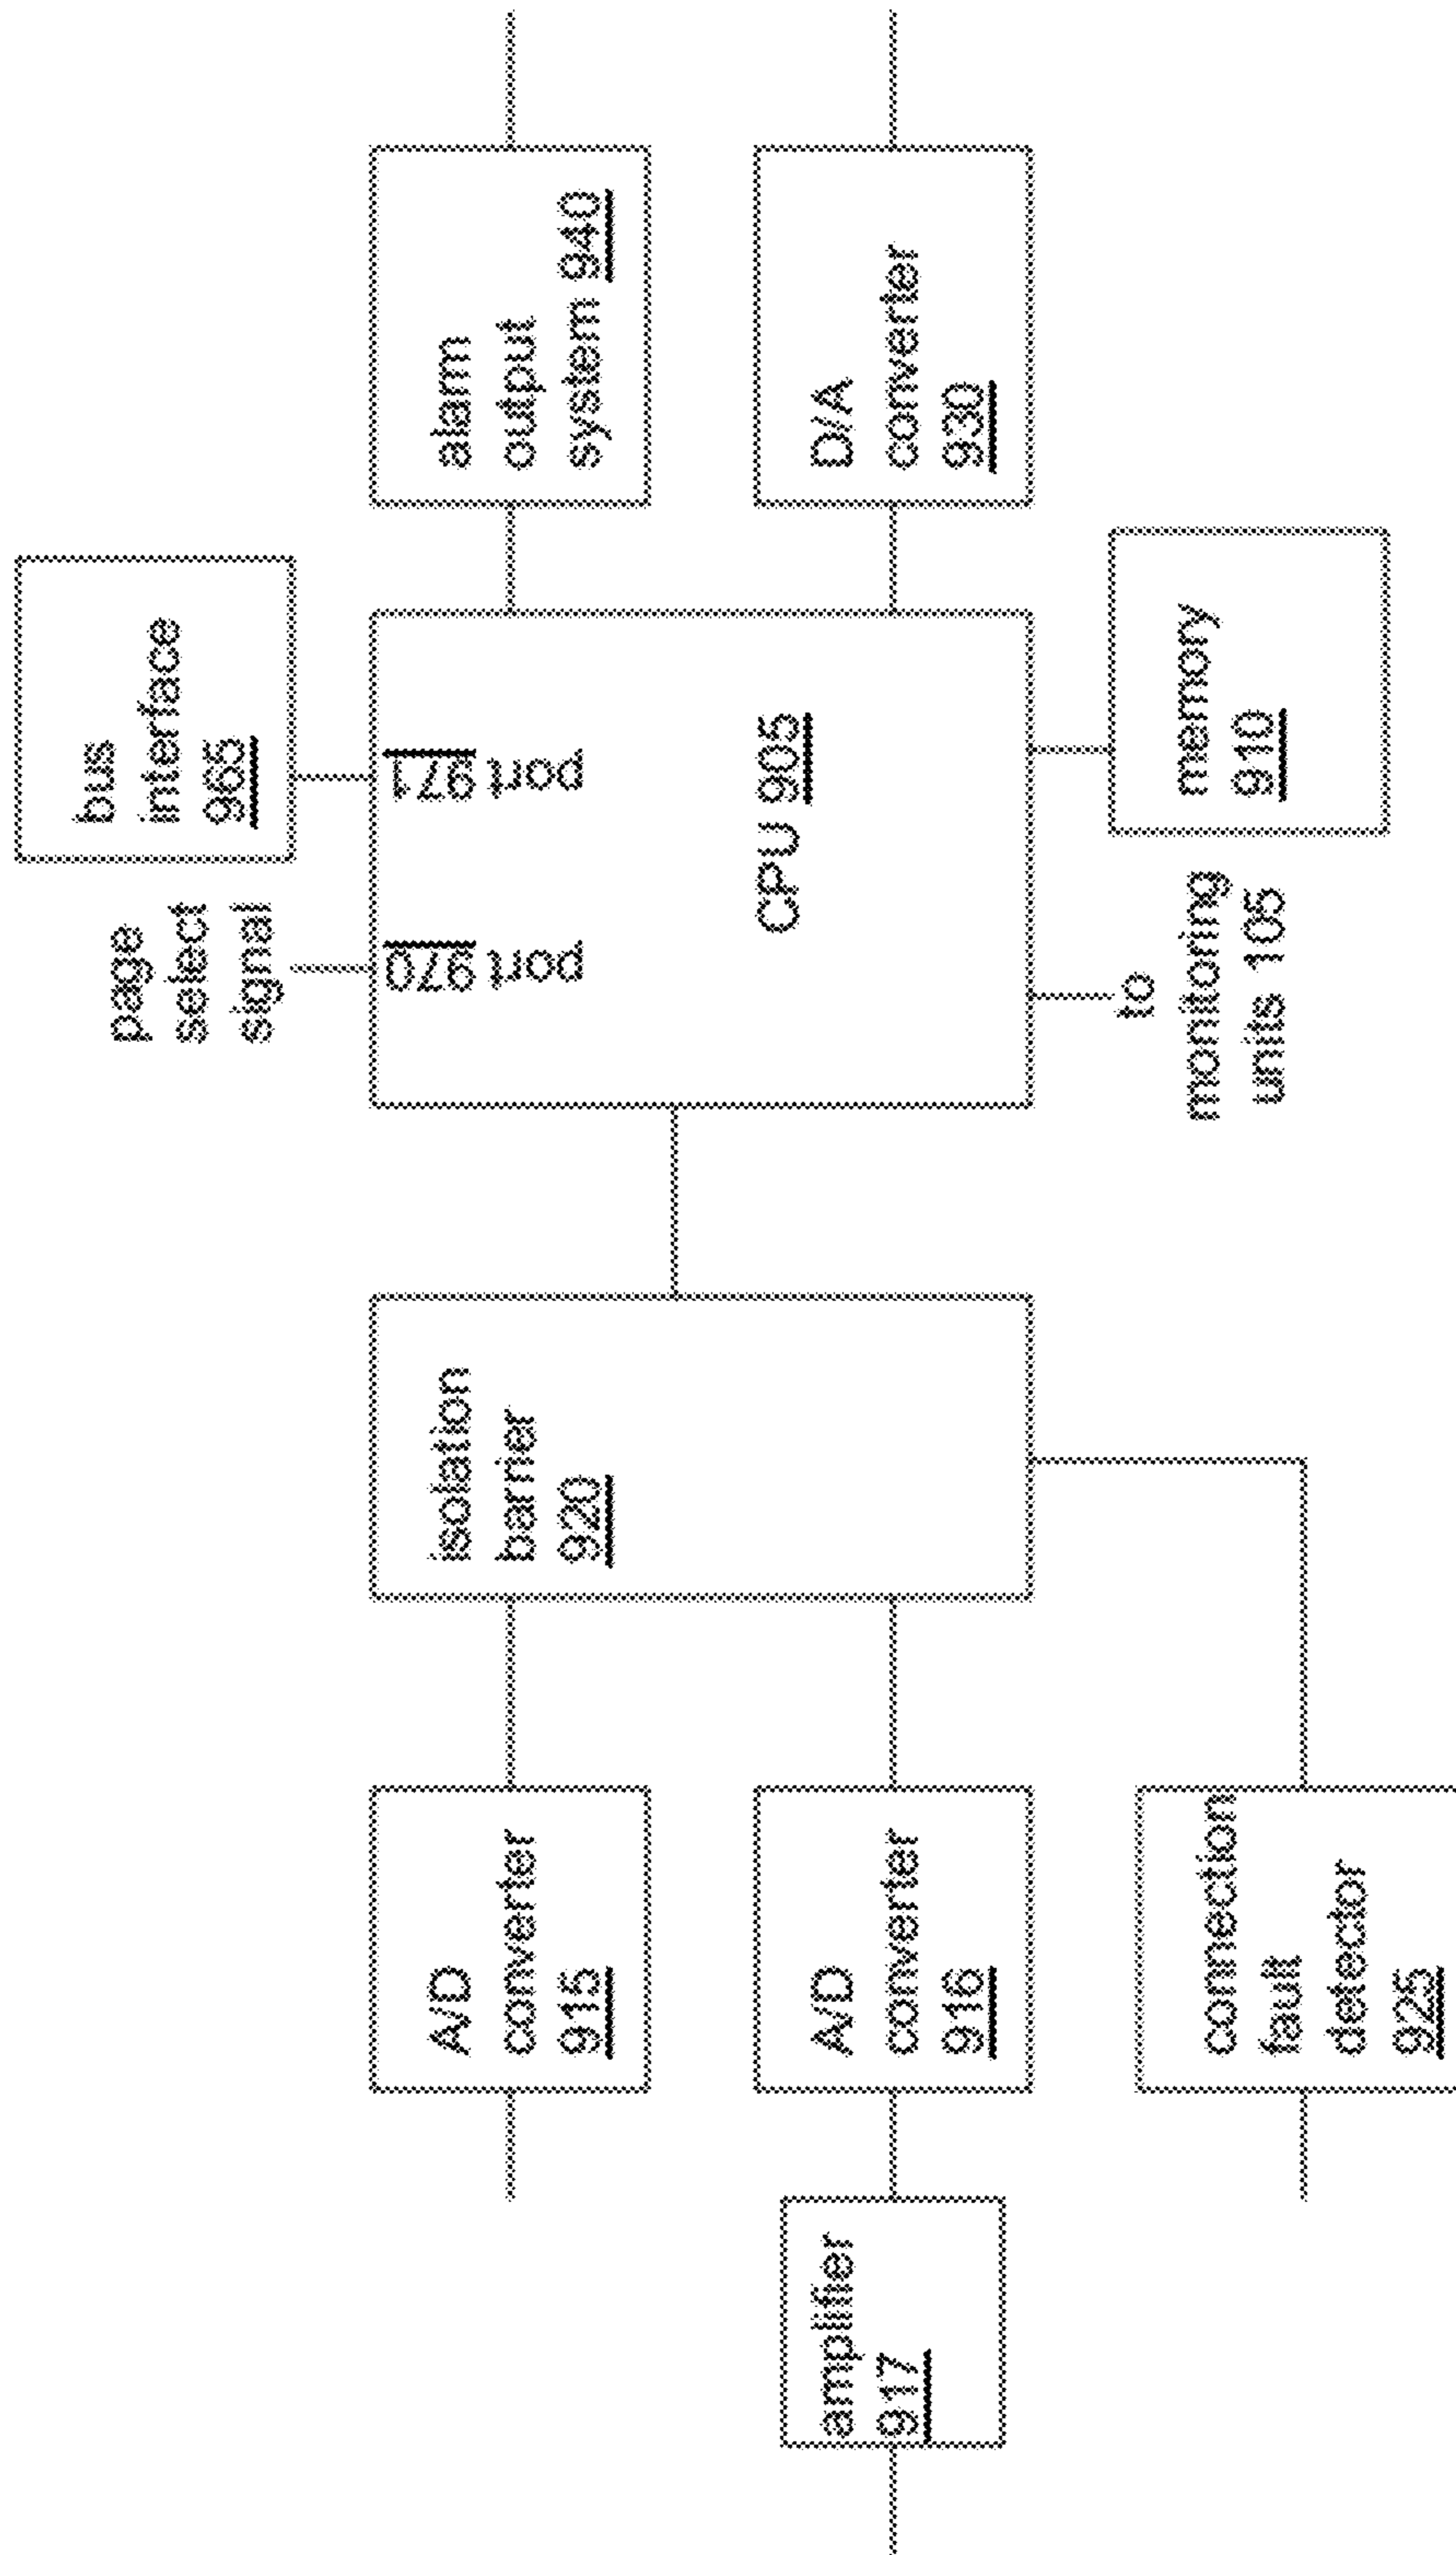 bus
interface
965
page
select
signal
alarm
output
system 940
port 970
port 971
CPU 905
D/A
converter
930
memory
910
to
monitoring
units 105
isolation
barrier
920
A/D
converter
915
A/D
converter
916
connection
fault
detector
925
amplifier
917